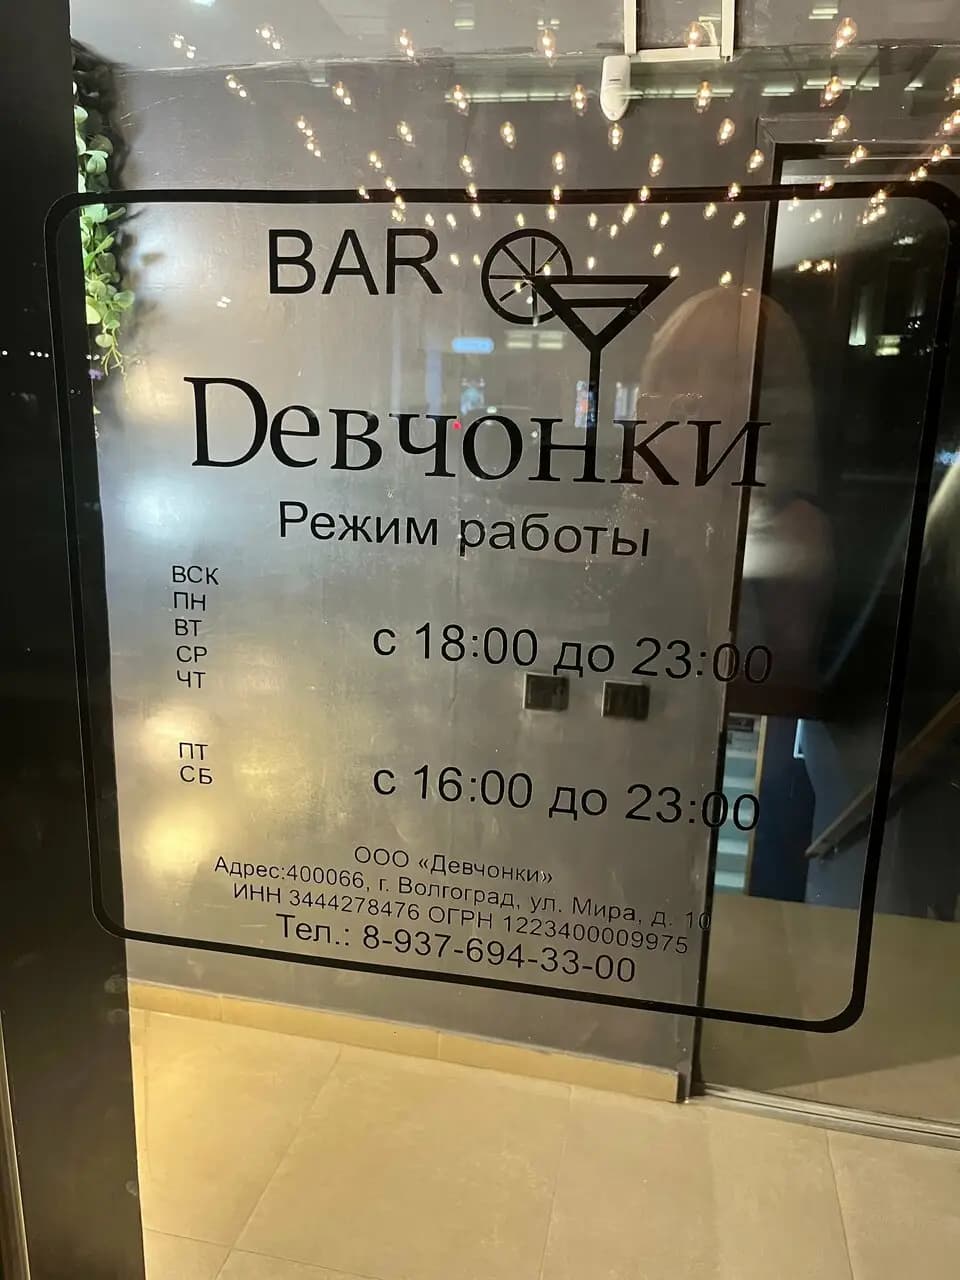 BAR
Dевчонки
Режим работы
ВСК
ПН
ВТ
СР
ЧТ
с 18:00 до 23:00
ПТ
СБ
с 16:00 до 23:00
ООО «Девчонки»
Адрес:400066, г. Волгоград, ул. Мира, д. 10
ИНН 3444278476 ОГРН 1223400009975
Тел.: 8-937-694-33-00